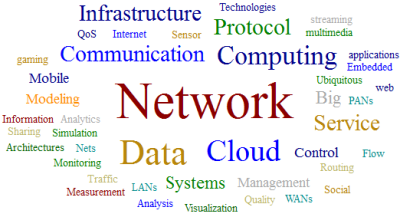 Technologies
Infrastructure
streaming
Protocol
multimedia
QoS
Internet
Sensor
gaming
Communication
Computing
applications
Embedded
Mobile
Ubiquitous
web
Modeling
Network
Big
PANs
Information
Analytics
Service
Sharing
Simulation
Architectures
Nets
Data
Cloud
Control
Flow
Monitoring
Routing
Traffic
Systems
Management
Measurement
LANs
Social
Quality
WANs
Analysis
Visualization